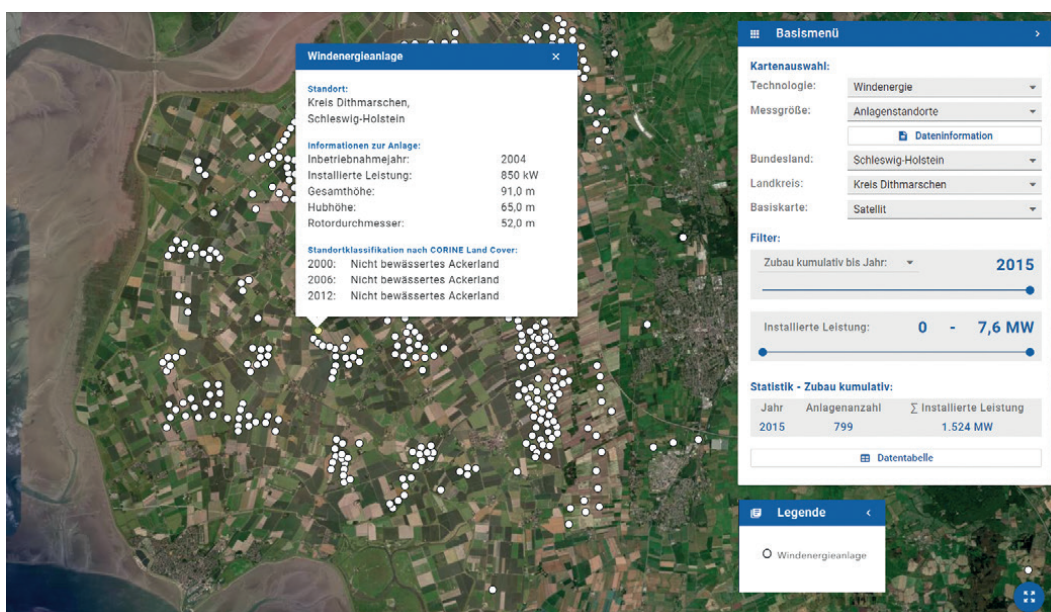 Windenergieanlage
Standort:
Kreis Dithmarschen,
Schleswig-Holstein
Informationen zur Anlage:
Inbetriebnahmejahr: 2004
Installierte Leistung: 850 kW
Gesamthöhe: 91,0 m
Hubhöhe: 65,0 m
Rotordurchmesser: 52,0 m
Standortklassifikation nach CORINE Land Cover:
2000: Nicht bewässertes Ackerland
2006: Nicht bewässertes Ackerland
2012: Nicht bewässertes Ackerland
Basismenü
Kartenauswahl:
Technologie: Windenergie
Messgröße: Anlagenstandorte
Dateninformation
Bundesland: Schleswig-Holstein
Landkreis: Kreis Dithmarschen
Basiskarte: Satellit
Filter:
Zubau kumulativ bis Jahr: 2015
Installierte Leistung: 0 - 7,6 MW
Statistik - Zubau kumulativ:
Jahr Anlagenanzahl ∑ Installierte Leistung
2015 799 1.524 MW
Datentabelle
Legende
Windenergieanlage